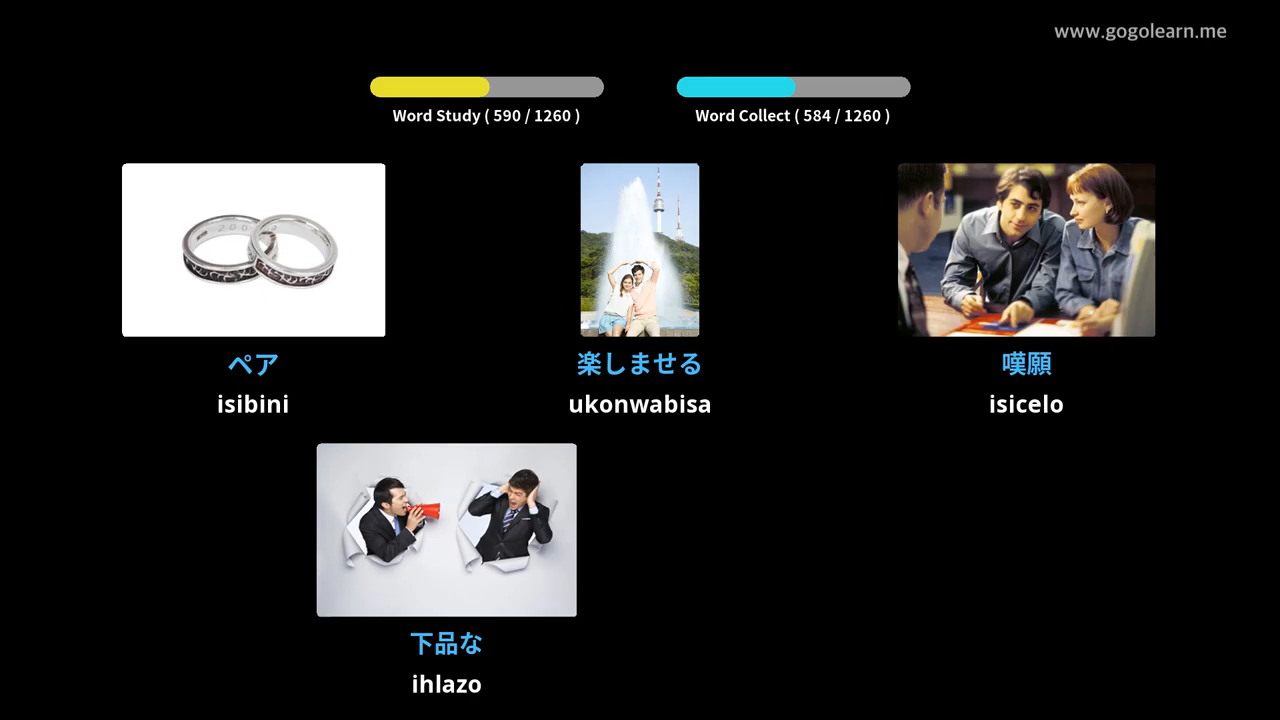 www.gogolearn.me
Word Study ( 590 / 1260 )
Word Collect ( 584 / 1260 )
ペア
isibini
楽しませる
ukonwabisa
嘆願
isicelo
下品な
ihlazo